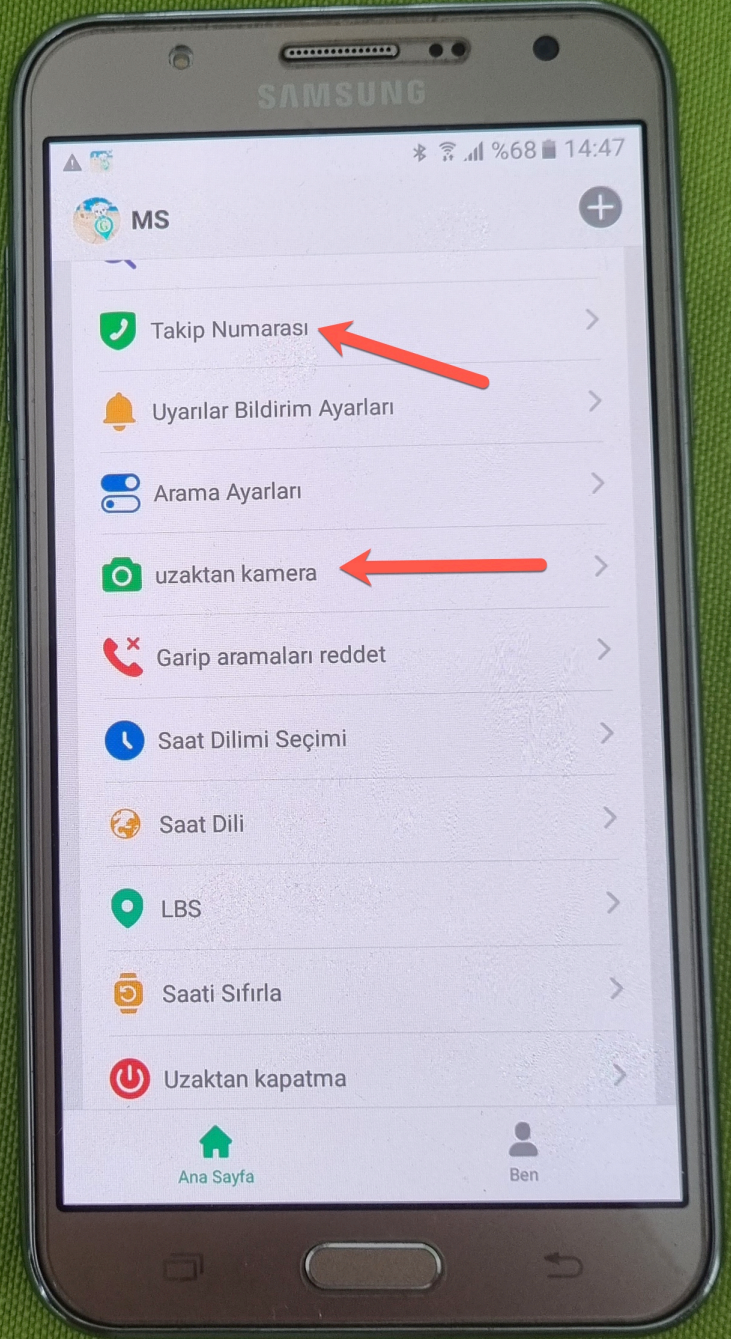 SAMSUNG
%68 14:47
MS
Takip Numarası
Uyarılar Bildirim Ayarları
Arama Ayarları
uzaktan kamera
Garip aramaları reddet
Saat Dilimi Seçimi
Saat Dili
LBS
Saati Sıfırla
Uzaktan kapatma
Ana Sayfa
Ben